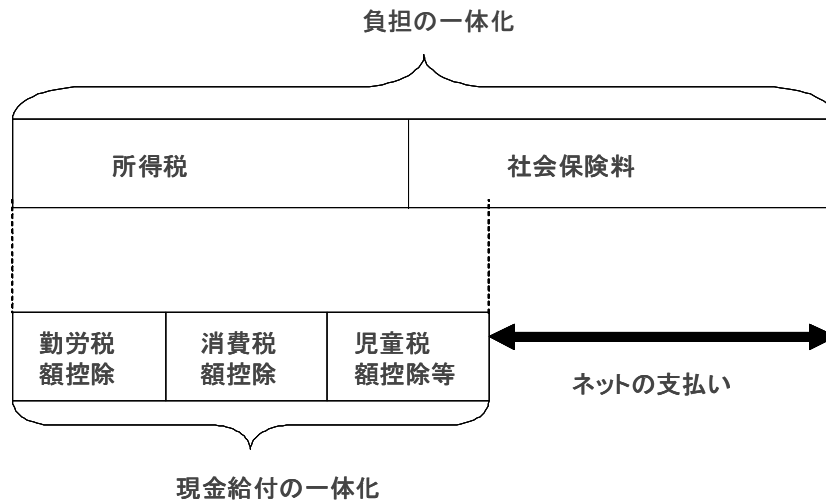 負担の一体化
所得税
社会保険料
勤労税
額控除
消費税
額控除
児童税
額控除等
ネットの支払い
現金給付の一体化